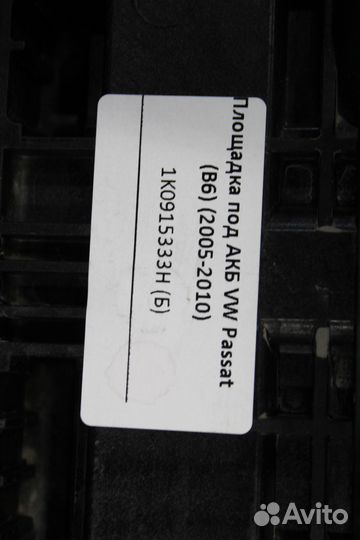 Площадка под АКБ VW Passat
(B6) (2005-2010)
1K0915333H (Б)
Avito